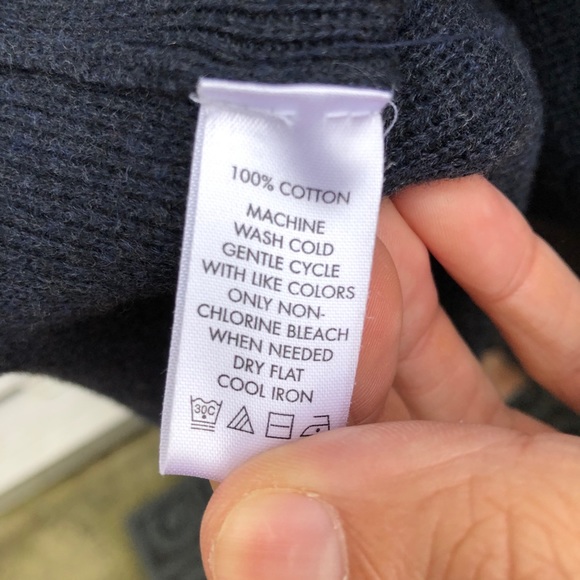 100% COTTON
MACHINE
WASH COLD
GENTLE CYCLE
WITH LIKE COLORS
ONLY NON-
CHLORINE BLEACH
WHEN NEEDED
DRY FLAT
COOL IRON
30C